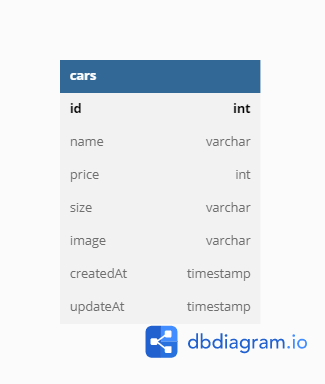 cars
id int
name varchar
price int
size varchar
image varchar
createdAt timestamp
updateAt timestamp
dbdiagram.io